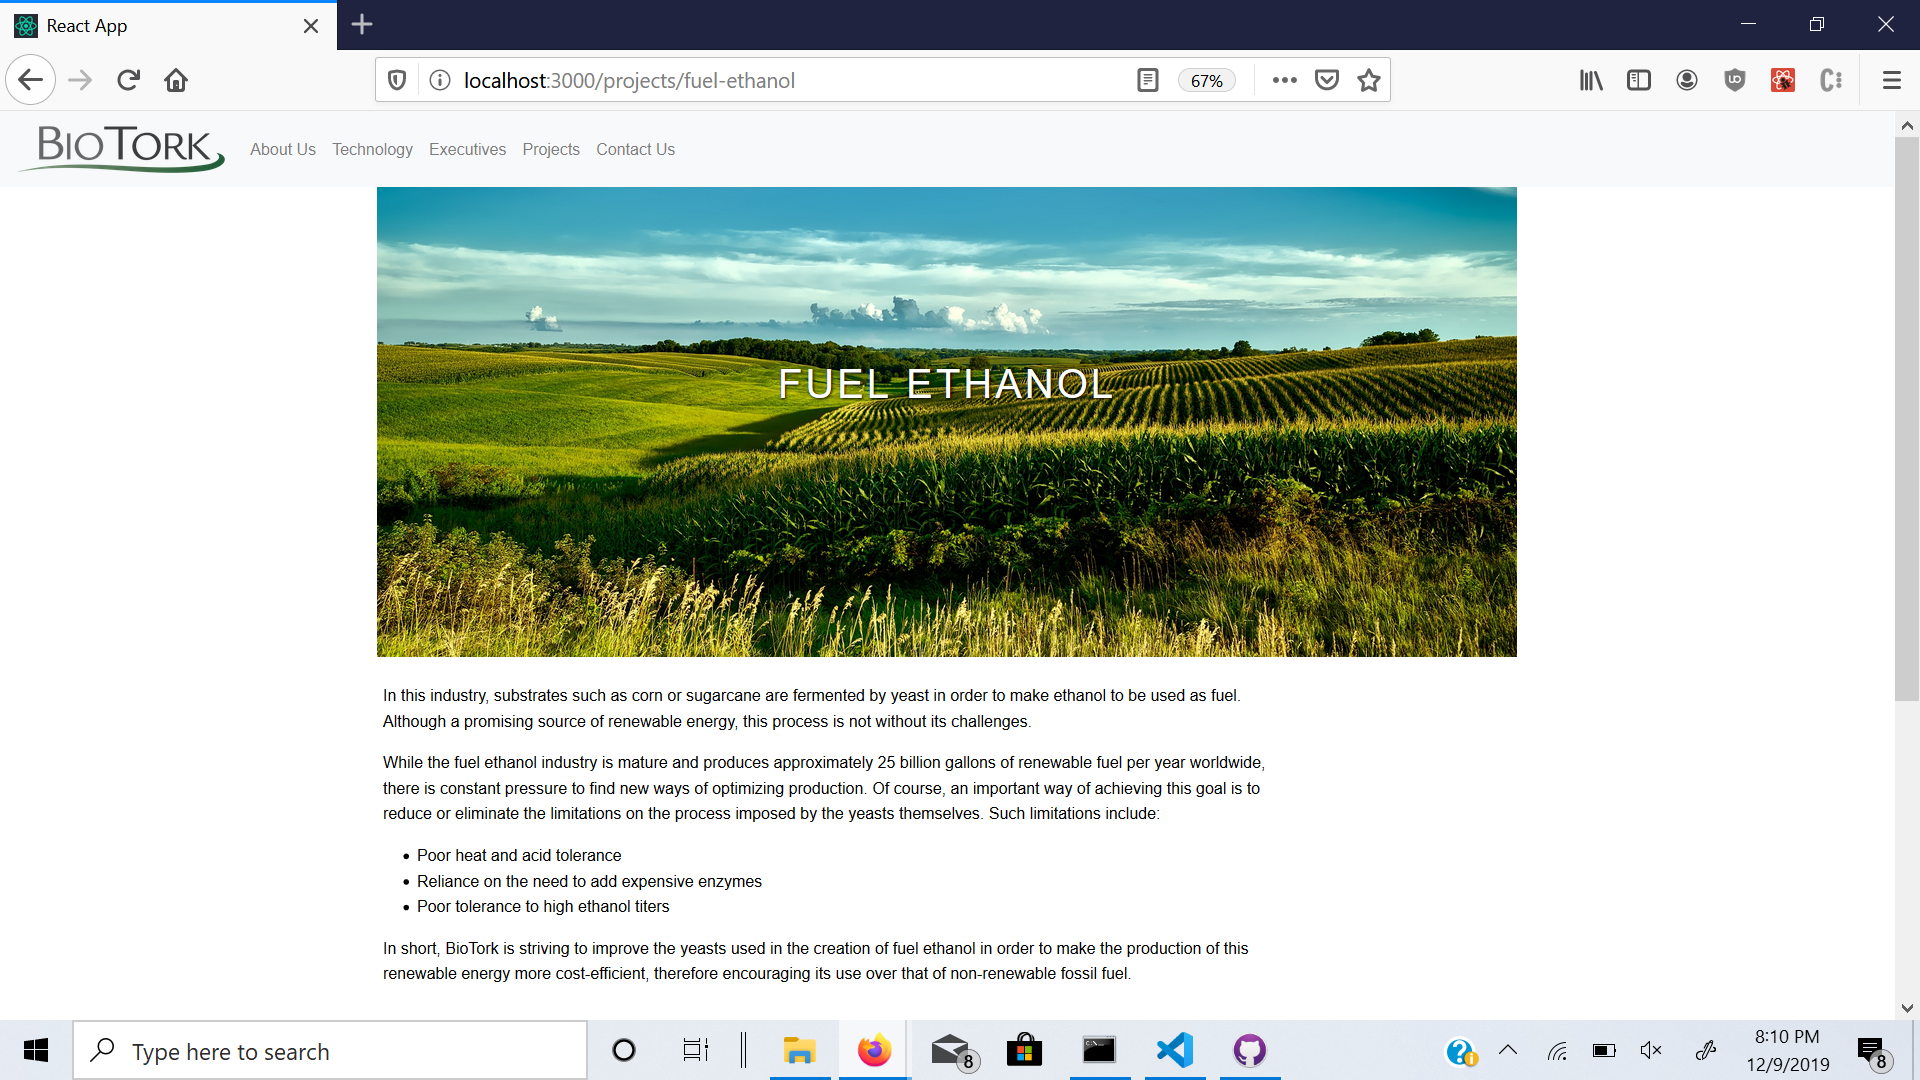 React App
localhost:3000/projects/fuel-ethanol
67%
BIOTORK
About Us Technology Executives Projects Contact Us
FUEL ETHANOL
In this industry, substrates such as corn or sugarcane are fermented by yeast in order to make ethanol to be used as fuel.
Although a promising source of renewable energy, this process is not without its challenges.
While the fuel ethanol industry is mature and produces approximately 25 billion gallons of renewable fuel per year worldwide,
there is constant pressure to find new ways of optimizing production. Of course, an important way of achieving this goal is to
reduce or eliminate the limitations on the process imposed by the yeasts themselves. Such limitations include:
• Poor heat and acid tolerance
• Reliance on the need to add expensive enzymes
• Poor tolerance to high ethanol titers
In short, BioTork is striving to improve the yeasts used in the creation of fuel ethanol in order to make the production of this
renewable energy more cost-efficient, therefore encouraging its use over that of non-renewable fossil fuel.
Type here to search
8
8:10 PM
12/9/2019
8